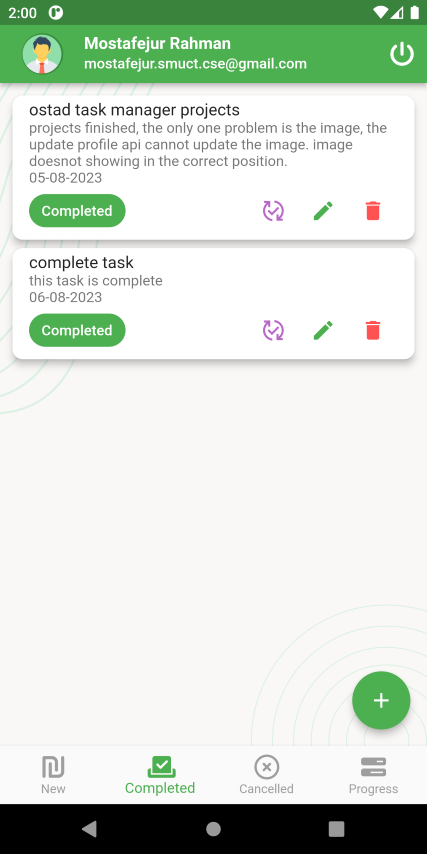 2:00
Mostafejur Rahman
mostafejur.smuct.cse@gmail.com
ostad task manager projects
projects finished, the only one problem is the image, the
update profile api cannot update the image. image
doesnot showing in the correct position.
05-08-2023
Completed
complete task
this task is complete
06-08-2023
Completed
New
Completed
Cancelled
Progress